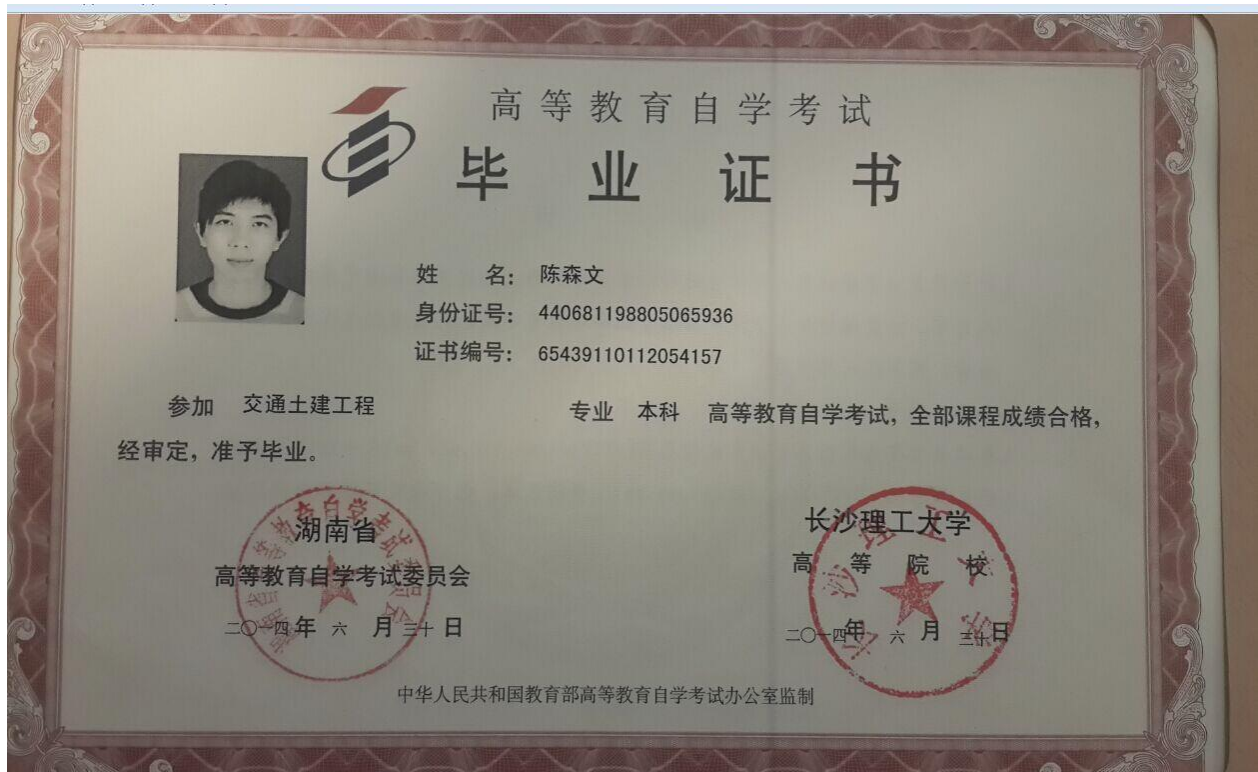 高等教育自学考试
毕业证书
姓 名： 陈森文
身份证号： 440681198805065936
证书编号： 65439110112054157
参加 交通土建工程 专业 本科 高等教育自学考试，全部课程成绩合格，
经审定，准予毕业。
湖南省
高等教育自学考试委员会
二〇一四年 六 月三十日
长沙理工大学
高等院校
二〇一四年 六 月 三十日
中华人民共和国教育部高等教育自学考试办公室监制